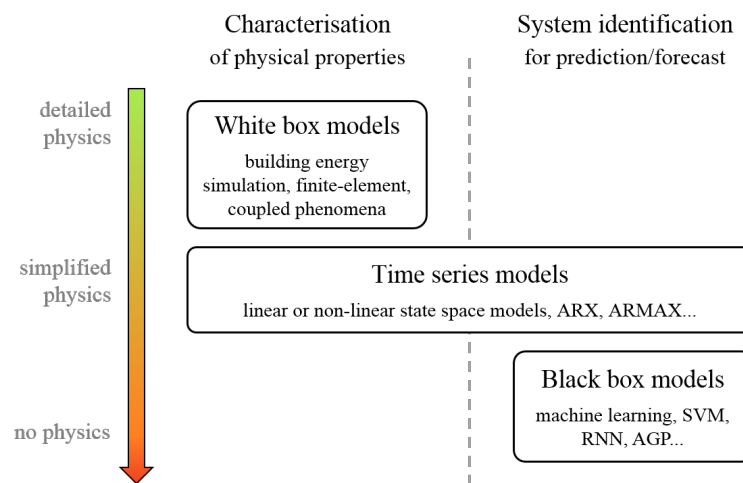 Characterisation
of physical properties
System identification
for prediction/forecast
detailed
physics
White box models
building energy
simulation, finite-element,
coupled phenomena
simplified
physics
Time series models
linear or non-linear state space models, ARX, ARMAX...
no physics
Black box models
machine learning, SVM,
RNN, AGP...